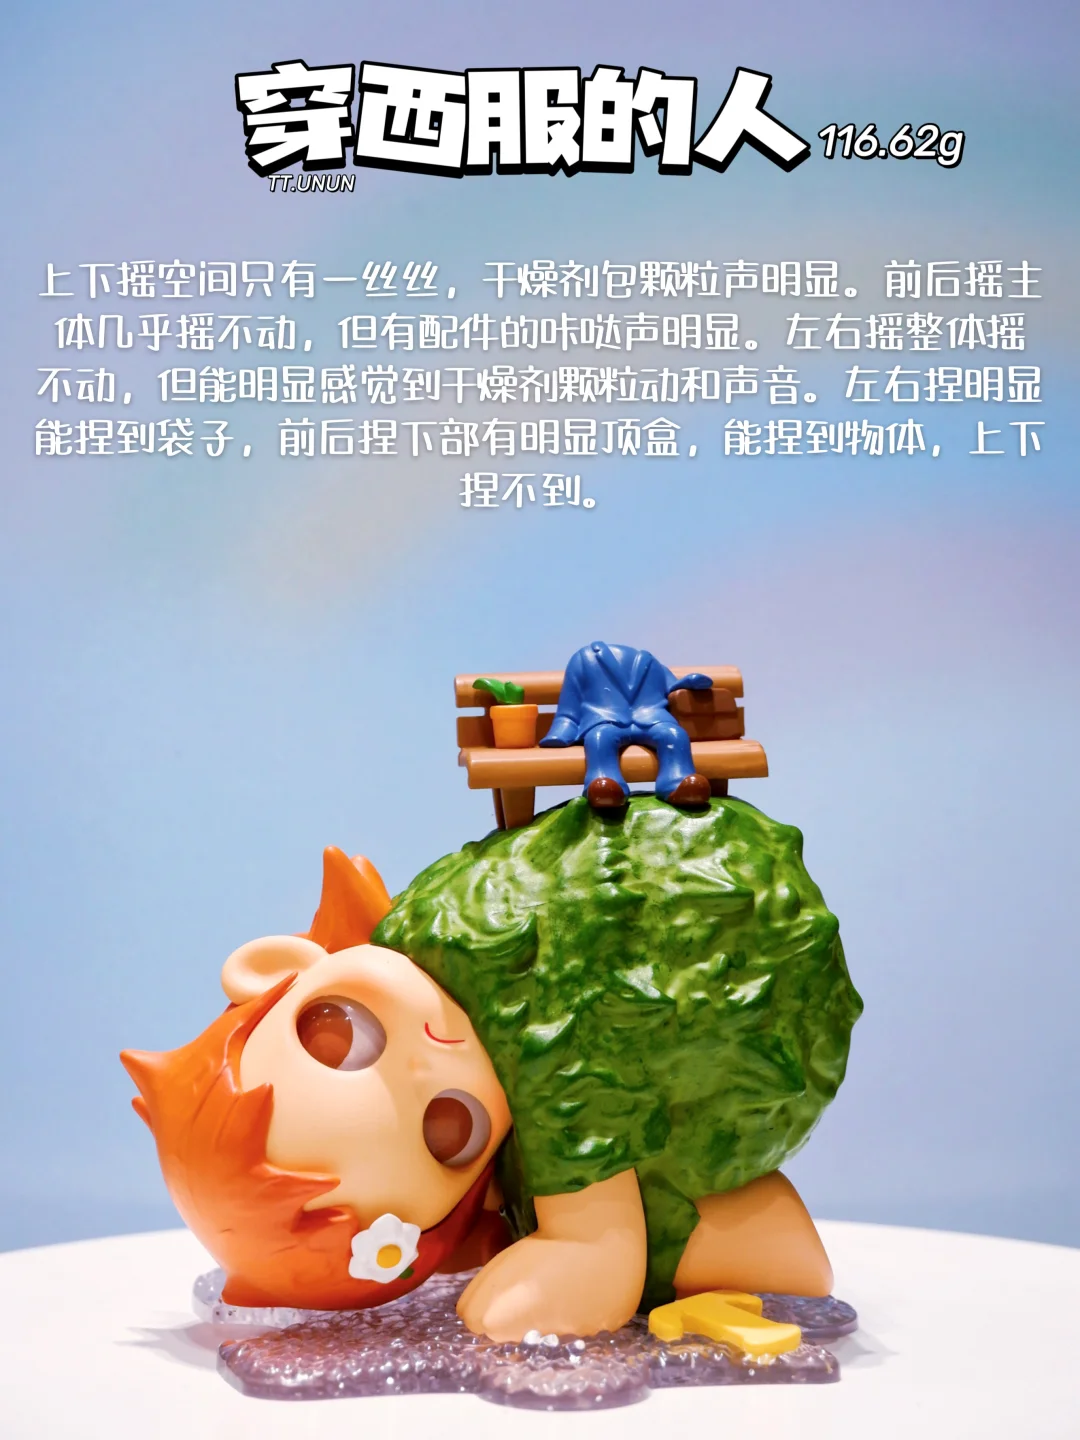 穿西服的人 116.62g
TT.UNUN
上下摇空间只有一丝丝，干燥剂包颗粒声明显。前后摇主
体几乎摇不动，但有配件的咔哒声明显。左右摇整体摇
不动，但能明显感觉到干燥剂颗粒动和声音。左右捏明显
能捏到袋子，前后捏下部有明显顶盒，能捏到物体，上下
捏不到。